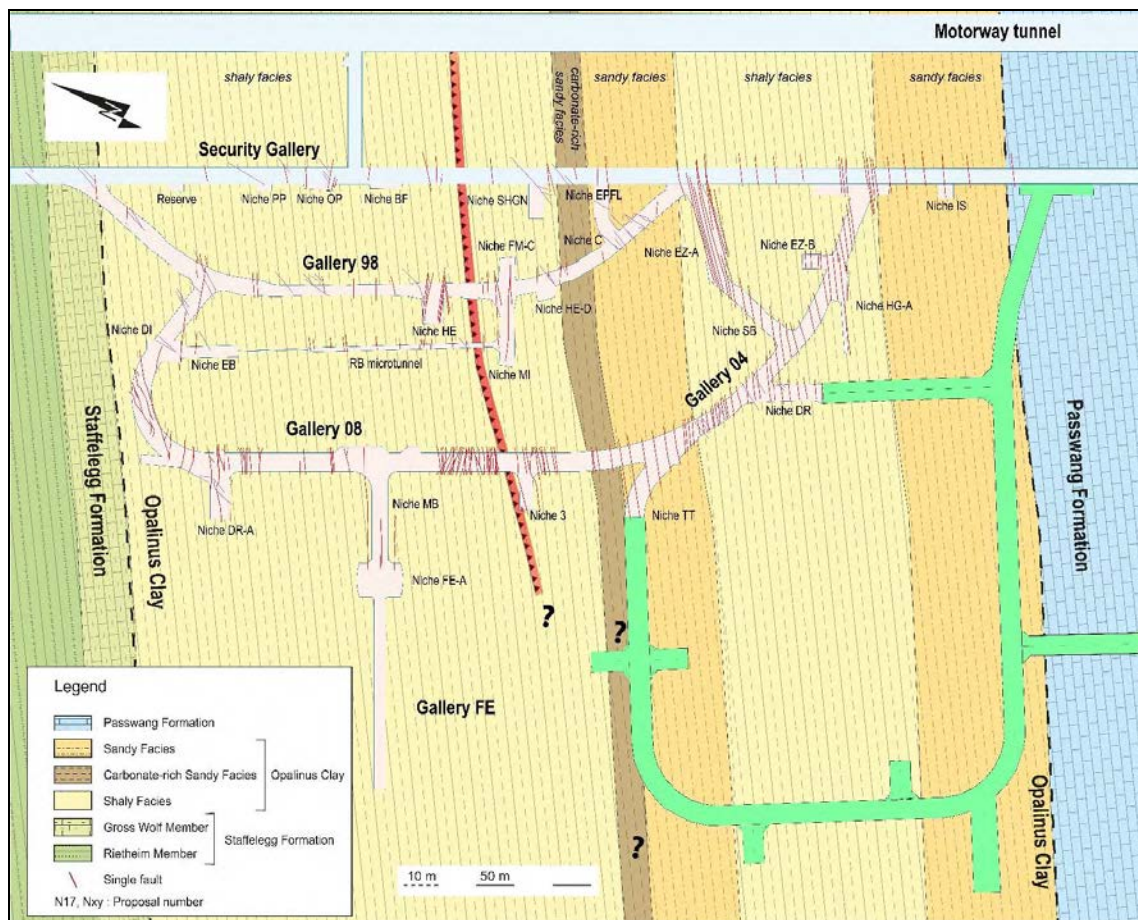 Motorway tunnel
shaly facies
carbonate-rich
sandy facies
sandy facies
shaly facies
sandy facies
N
Security Gallery
Reserve
Niche PP
Niche OP
Niche BF
Niche SHGN
Niche EPFL
Niche C
Niche IS
Niche FM-C
Niche EZ-A
Niche EZ-B
Gallery 98
Niche HE-D
Niche HG-A
Niche DI
Niche HE
Niche SB
Niche EB
RB microtunnel
Niche MI
Gallery 04
Niche DR
Gallery 08
Staffelegg Formation
Opalinus Clay
Passwang Formation
Niche DR-A
Niche MB
Niche 3
Niche TT
Niche FE-A
?
?
Gallery FE
Legend
Passwang Formation
Sandy Facies
Carbonate-rich Sandy Facies
Opalinus Clay
Shaly Facies
Gross Wolf Member
Staffelegg Formation
Rietheim Member
Single fault
N17, Nxy : Proposal number
10 m
50 m
?
Opalinus Clay